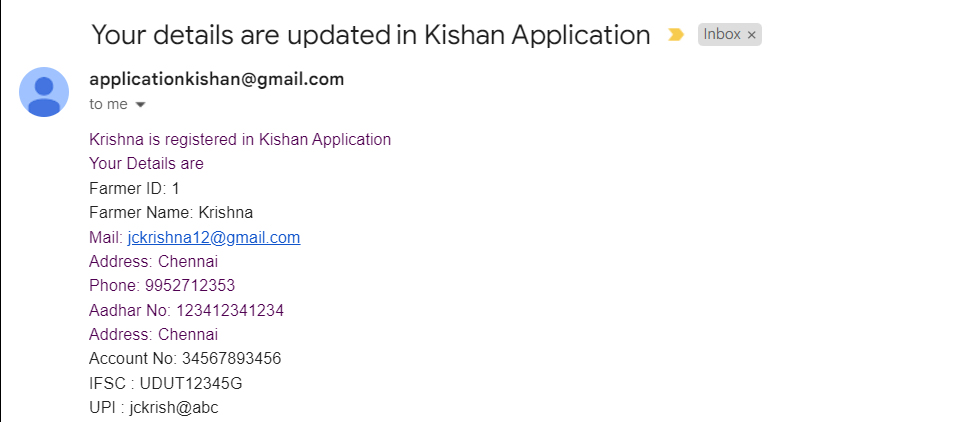 Your details are updated in Kishan Application
Inbox ×
applicationkishan@gmail.com
to me
Krishna is registered in Kishan Application
Your Details are
Farmer ID: 1
Farmer Name: Krishna
Mail: jckrishna12@gmail.com
Address: Chennai
Phone: 9952712353
Aadhar No: 123412341234
Address: Chennai
Account No: 34567893456
IFSC : UDUT12345G
UPI : jckrish@abc